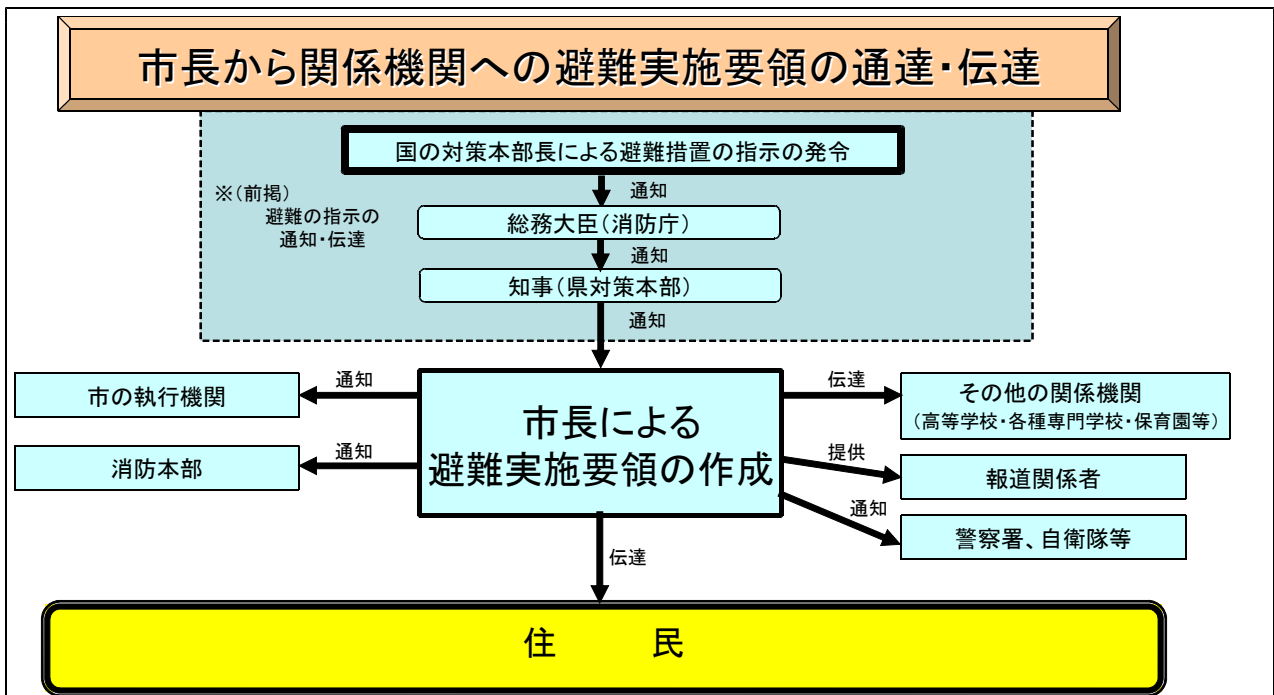 市長から関係機関への避難実施要領の通達・伝達
国の対策本部長による避難措置の指示の発令
※(前掲)
避難の指示の
通知・伝達
通知
総務大臣(消防庁)
通知
知事(県対策本部)
通知
市の執行機関
通知
消防本部
通知
市長による
避難実施要領の作成
伝達
その他の関係機関
(高等学校・各種専門学校・保育園等)
提供
報道関係者
通知
警察署、自衛隊等
伝達
住 民